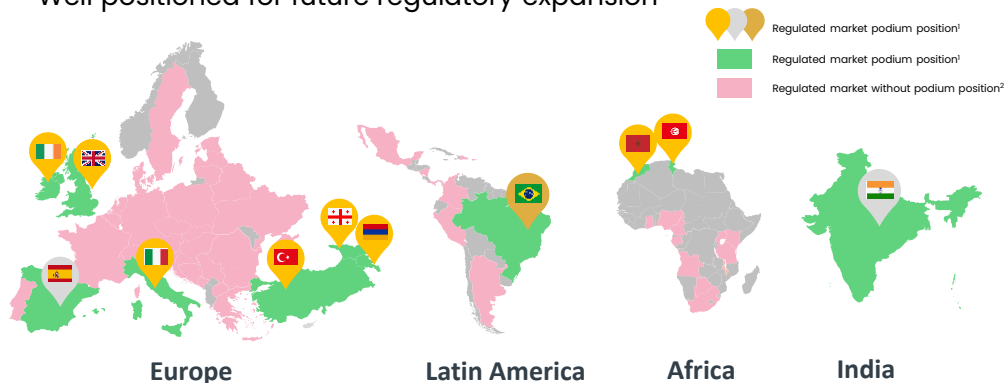 Well positioned for future regulatory expansion
Regulated market podium position¹
Regulated market podium position¹
Regulated market without podium position²
Europe
Latin America
Africa
India